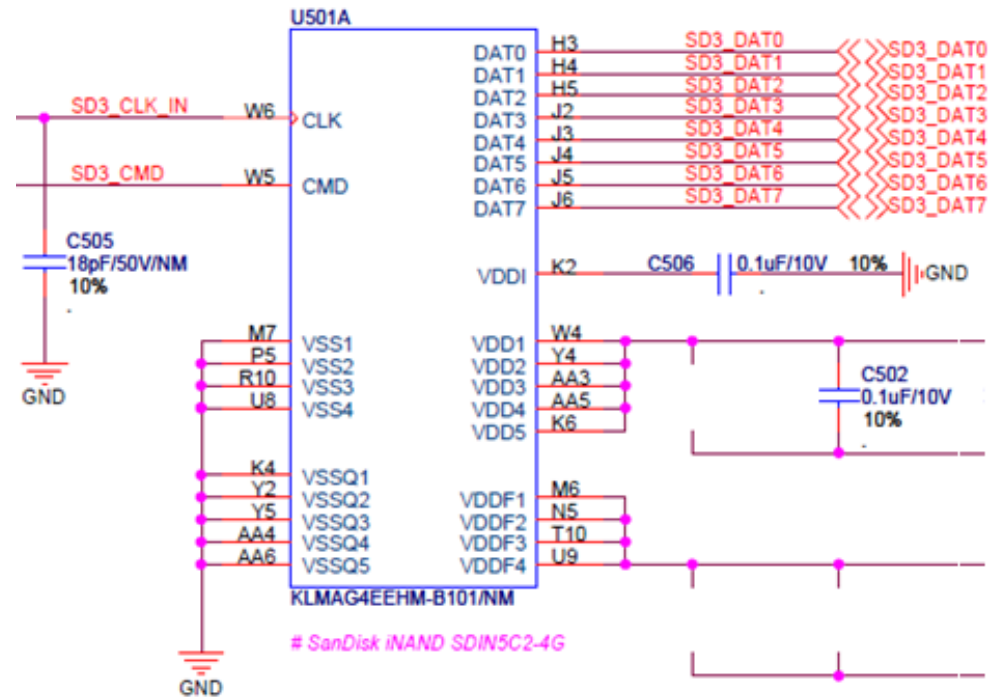 U501A
DAT0 H3 SD3_DAT0 SD3_DAT0
DAT1 H4 SD3_DAT1 SD3_DAT1
DAT2 H5 SD3_DAT2 SD3_DAT2
SD3_CLK_IN W6 CLK DAT3 J2 SD3_DAT3 SD3_DAT3
DAT4 J3 SD3_DAT4 SD3_DAT4
DAT5 J4 SD3_DAT5 SD3_DAT5
SD3_CMD W5 CMD DAT6 J5 SD3_DAT6 SD3_DAT6
DAT7 J6 SD3_DAT7 SD3_DAT7
C505
18pF/50V/NM
10%
VDDI K2 C506 0.1uF/10V 10% GND
M7 VSS1 VDD1 W4
P5 VSS2 VDD2 Y4
R10 VSS3 VDD3 AA3
U8 VSS4 VDD4 AA5
VDD5 K6
GND
C502
0.1uF/10V
10%
K4 VSSQ1
Y2 VSSQ2 VDDF1 M6
Y5 VSSQ3 VDDF2 N5
AA4 VSSQ4 VDDF3 T10
AA6 VSSQ5 VDDF4 U9
KLMAG4EEHM-B101/NM
# SanDisk iNAND SDIN5C2-4G
GND